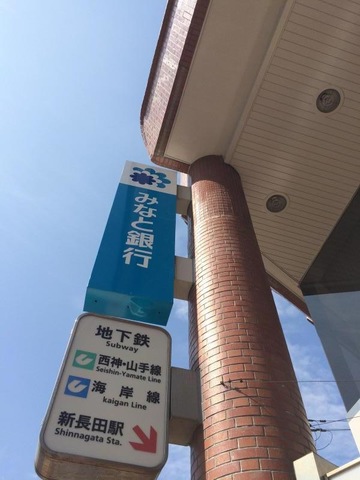 みなと銀行
地下鉄
Subway
西神・山手線
Seishin-Yamate Line
海岸線
kaigan Line
新長田駅
Shinnagata Sta.